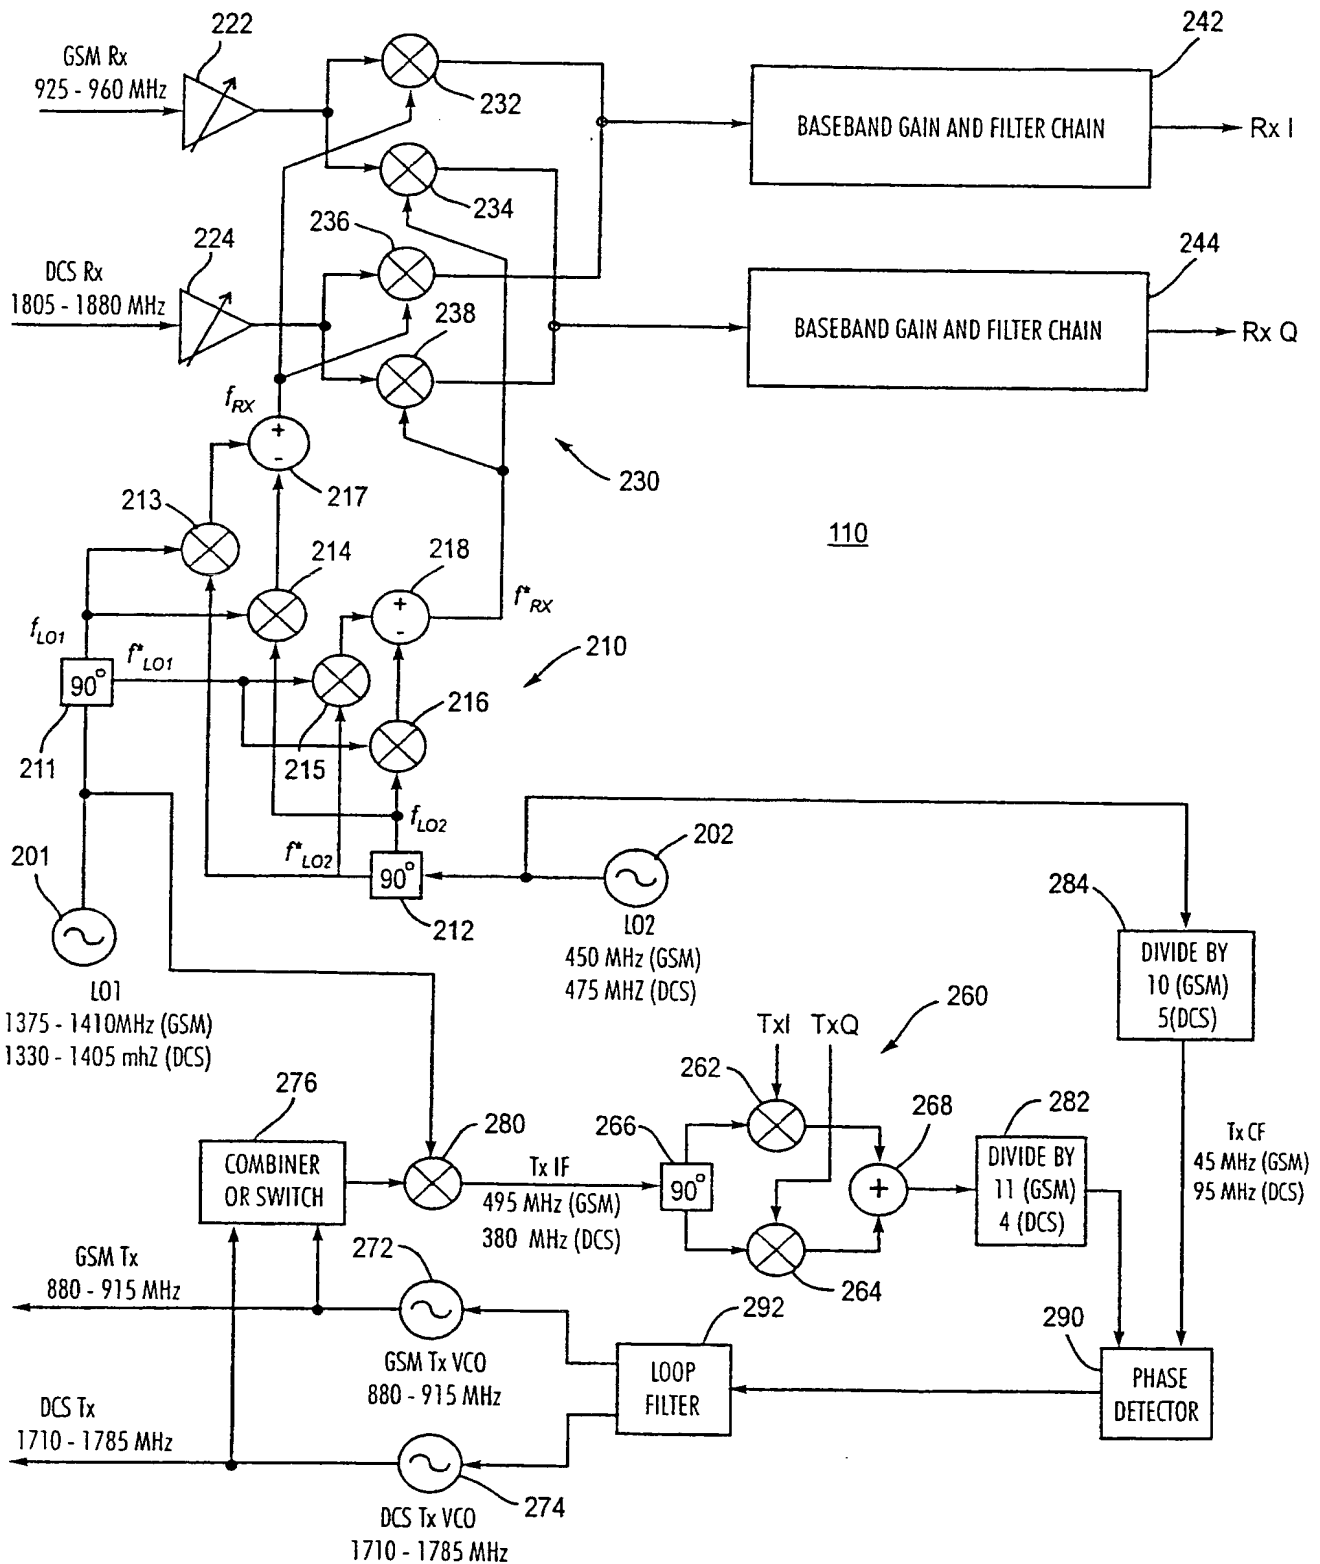 222
GSM Rx
925 - 960 MHz
232
242
BASEBAND GAIN AND FILTER CHAIN
Rx I
234
224
DCS Rx
1805 - 1880 MHz
236
238
244
BASEBAND GAIN AND FILTER CHAIN
Rx Q
fRX
+
-
217
230
213
214
218
110
+
-
f*RX
fLO1
f*LO1
90°
211
215
216
210
fLO2
f*LO2
90°
212
202
LO2
450 MHz (GSM)
475 MHZ (DCS)
201
LO1
1375 - 1410MHz (GSM)
1330 - 1405 mhZ (DCS)
284
DIVIDE BY
10 (GSM)
5(DCS)
TxI
TxQ
260
276
COMBINER
OR SWITCH
280
Tx IF
495 MHz (GSM)
380 MHz (DCS)
266
90°
262
264
268
+
282
DIVIDE BY
11 (GSM)
4 (DCS)
Tx CF
45 MHz (GSM)
95 MHz (DCS)
GSM Tx
880 - 915 MHz
272
GSM Tx VCO
880 - 915 MHz
292
LOOP
FILTER
290
PHASE
DETECTOR
DCS Tx
1710 - 1785 MHz
274
DCS Tx VCO
1710 - 1785 MHz